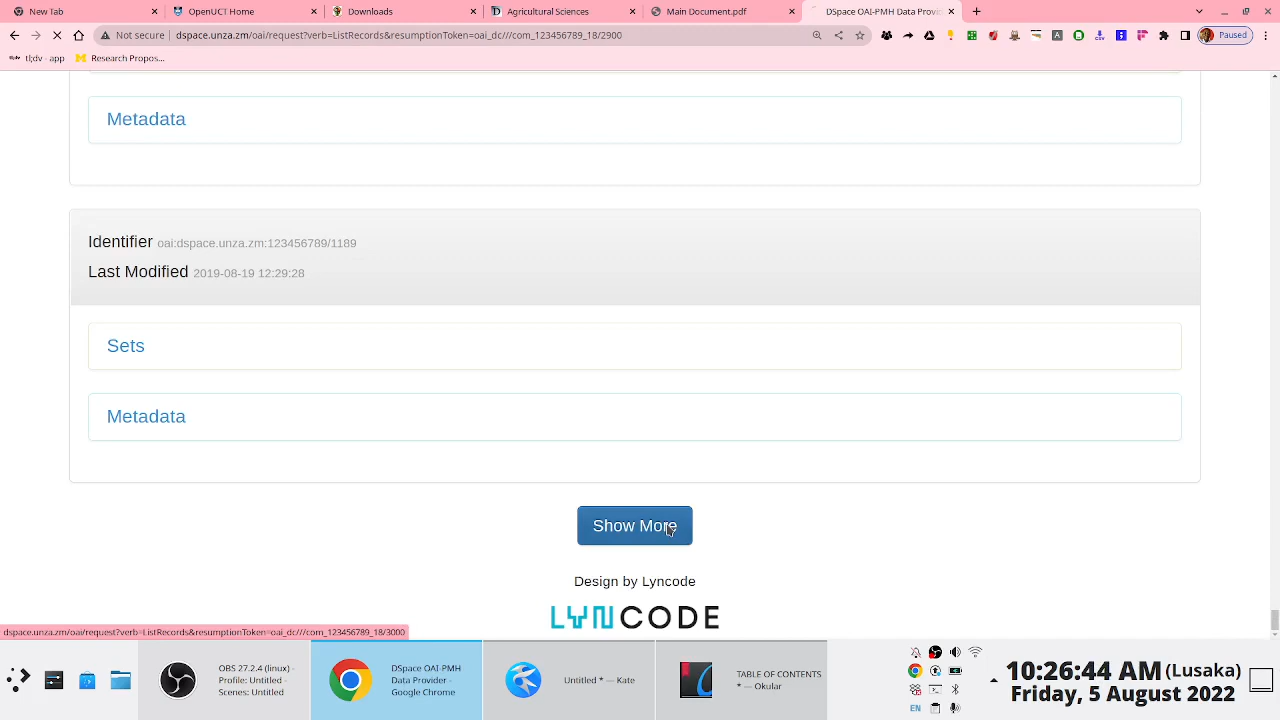 New Tab
OpenUCT Home
Downloads
Agricultural Sciences
Main Document.pdf
DSpace OAI-PMH Data Provi
Not secure
dspace.unza.zm/oai/request?verb=ListRecords&resumptionToken=oai_dc///com_123456789_18/2900
Paused
tl;dv - app
Research Propos...
Metadata
Identifier oai:dspace.unza.zm:123456789/1189
Last Modified 2019-08-19 12:29:28
Sets
Metadata
Show More
Design by Lyncode
LYNCODE
dspace.unza.zm/oai/request?verb=ListRecords&resumptionToken=oai_dc///com_123456789_18/3000
OBS 27.2.4 (linux) -
Profile: Untitled -
Scenes: Untitled
DSpace OAI-PMH
Data Provider -
Google Chrome
Untitled * — Kate
TABLE OF CONTENTS
* — Okular
EN
10:26:44 AM (Lusaka)
Friday, 5 August 2022